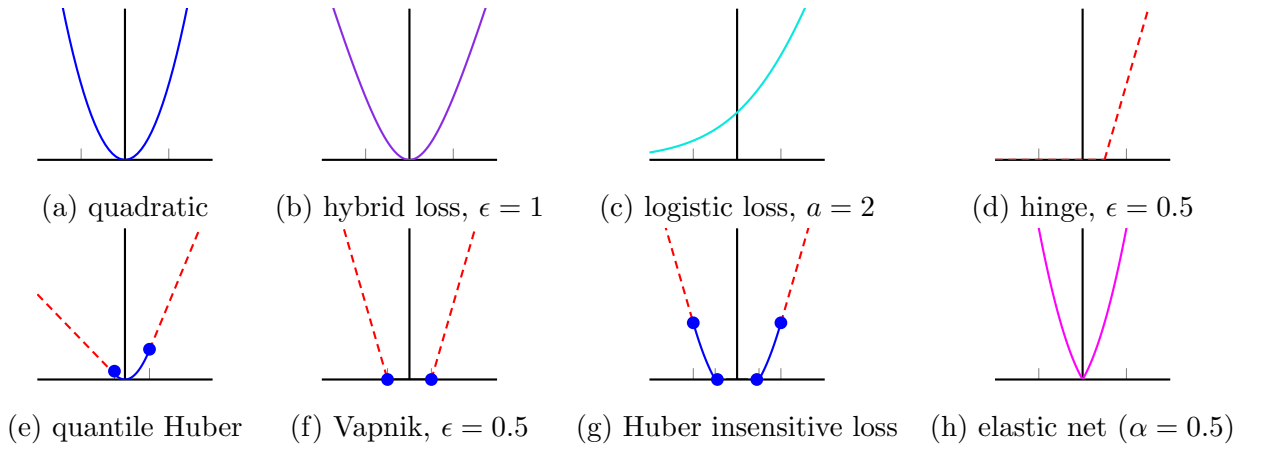 (a) quadratic
(b) hybrid loss, ϵ = 1
(c) logistic loss, a = 2
(d) hinge, ϵ = 0.5
(e) quantile Huber
(f) Vapnik, ϵ = 0.5
(g) Huber insensitive loss
(h) elastic net (α = 0.5)